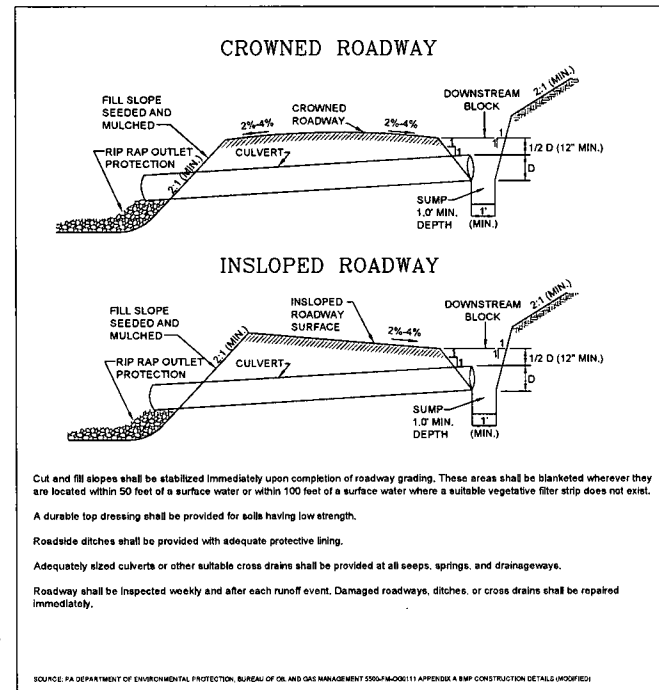 CROWNED ROADWAY
FILL SLOPE
SEEDED AND
MULCHED
2%-4%
CROWNED
ROADWAY
2%-4%
DOWNSTREAM
BLOCK
2:1 (MIN.)
RIP RAP OUTLET
PROTECTION
2:1 (MIN.)
CULVERT
1
1
1
1
1/2 D (12" MIN.)
D
SUMP
1.0' MIN.
DEPTH
1'
(MIN.)
INSLOPED ROADWAY
FILL SLOPE
SEEDED AND
MULCHED
2:1 (MIN.)
INSLOPED
ROADWAY
SURFACE
2%-4%
DOWNSTREAM
BLOCK
2:1 (MIN.)
RIP RAP OUTLET
PROTECTION
CULVERT
1
1
1
1
1/2 D (12" MIN.)
D
SUMP
1.0' MIN.
DEPTH
1'
(MIN.)
Cut and fill slopes shall be stabilized immediately upon completion of roadway grading. These areas shall be blanketed wherever they
are located within 50 feet of a surface water or within 100 feet of a surface water where a suitable vegetative filter strip does not exist.
A durable top dressing shall be provided for soils having low strength.
Roadside ditches shall be provided with adequate protective lining.
Adequately sized culverts or other suitable cross drains shall be provided at all seeps, springs, and drainageways.
Roadway shall be inspected weekly and after each runoff event. Damaged roadways, ditches, or cross drains shall be repaired
immediately.
SOURCE: PA DEPARTMENT OF ENVIRONMENTAL PROTECTION, BUREAU OF OIL AND GAS MANAGEMENT 5500-FM-OG0111 APPENDIX A BMP CONSTRUCTION DETAILS (MODIFIED)